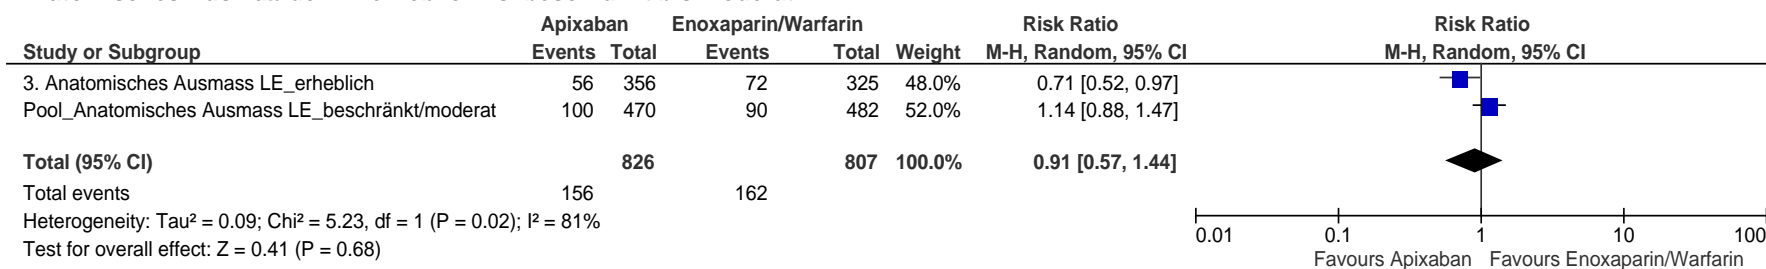 Apixaban Enoxaparin/Warfarin Risk Ratio Risk Ratio
Study or Subgroup Events Total Events Total Weight M-H, Random, 95% CI M-H, Random, 95% CI
3. Anatomisches Ausmass LE_erheblich 56 356 72 325 48.0% 0.71 [0.52, 0.97]
Pool_Anatomisches Ausmass LE_beschränkt/moderat 100 470 90 482 52.0% 1.14 [0.88, 1.47]
Total (95% CI) 826 807 100.0% 0.91 [0.57, 1.44]
Total events 156 162
Heterogeneity: Tau² = 0.09; Chi² = 5.23, df = 1 (P = 0.02); I² = 81%
Test for overall effect: Z = 0.41 (P = 0.68)
0.01 0.1 1 10 100
Favours Apixaban Favours Enoxaparin/Warfarin